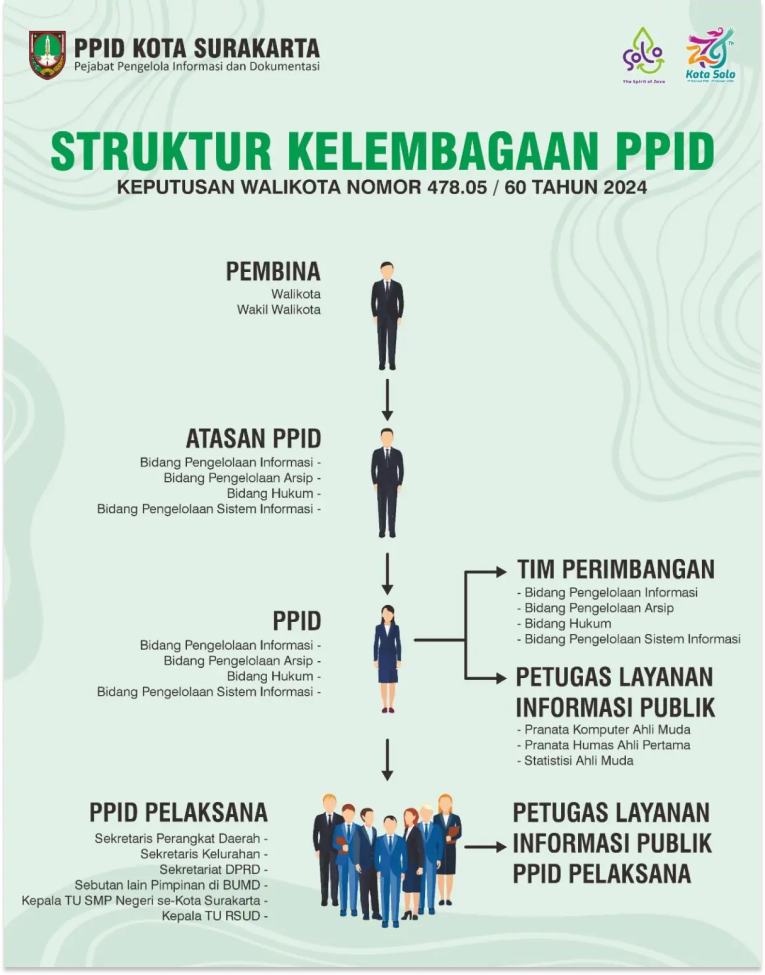 PPID KOTA SURAKARTA
Pejabat Pengelola Informasi dan Dokumentasi
SOLO
The Spirit of Java
279
Th
Kota Solo
STRUKTUR KELEMBAGAAN PPID
KEPUTUSAN WALIKOTA NOMOR 478.05 / 60 TAHUN 2024
PEMBINA
Walikota
Wakil Walikota
ATASAN PPID
Bidang Pengelolaan Informasi -
Bidang Pengelolaan Arsip -
Bidang Hukum -
Bidang Pengelolaan Sistem Informasi -
PPID
Bidang Pengelolaan Informasi -
Bidang Pengelolaan Arsip -
Bidang Hukum -
Bidang Pengelolaan Sistem Informasi -
TIM PERIMBANGAN
- Bidang Pengelolaan Informasi
- Bidang Pengelolaan Arsip
- Bidang Hukum
- Bidang Pengelolaan Sistem Informasi
PETUGAS LAYANAN
INFORMASI PUBLIK
- Pranata Komputer Ahli Muda
- Pranata Humas Ahli Pertama
- Statistisi Ahli Muda
PPID PELAKSANA
Sekretaris Perangkat Daerah -
Sekretaris Kelurahan -
Sekretariat DPRD -
Sebutan lain Pimpinan di BUMD -
Kepala TU SMP Negeri se-Kota Surakarta -
Kepala TU RSUD -
PETUGAS LAYANAN
INFORMASI PUBLIK
PPID PELAKSANA